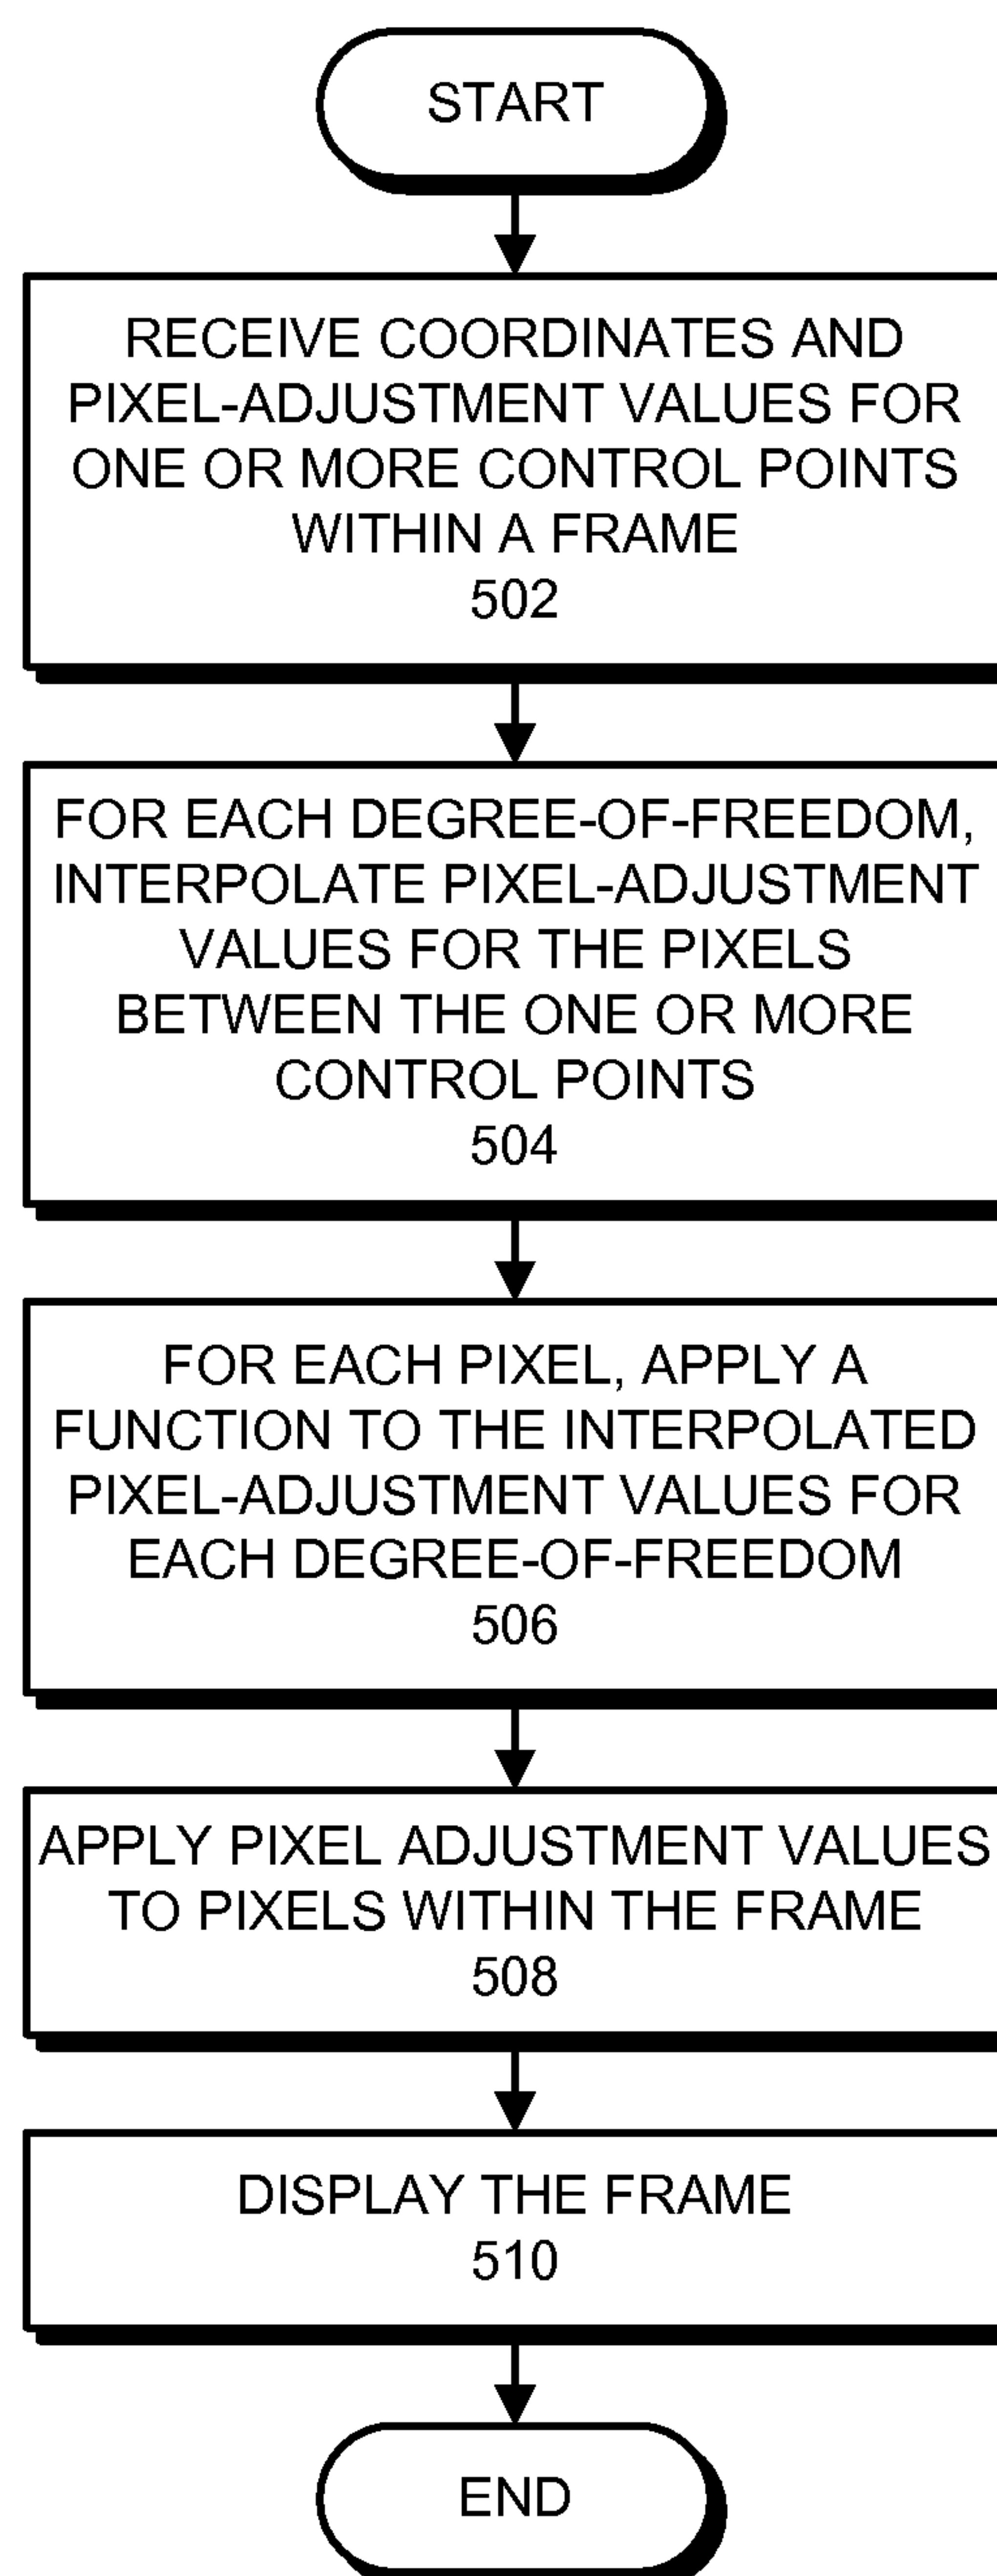 START
RECEIVE COORDINATES AND
PIXEL-ADJUSTMENT VALUES FOR
ONE OR MORE CONTROL POINTS
WITHIN A FRAME
502
FOR EACH DEGREE-OF-FREEDOM,
INTERPOLATE PIXEL-ADJUSTMENT
VALUES FOR THE PIXELS
BETWEEN THE ONE OR MORE
CONTROL POINTS
504
FOR EACH PIXEL, APPLY A
FUNCTION TO THE INTERPOLATED
PIXEL-ADJUSTMENT VALUES FOR
EACH DEGREE-OF-FREEDOM
506
APPLY PIXEL ADJUSTMENT VALUES
TO PIXELS WITHIN THE FRAME
508
DISPLAY THE FRAME
510
END